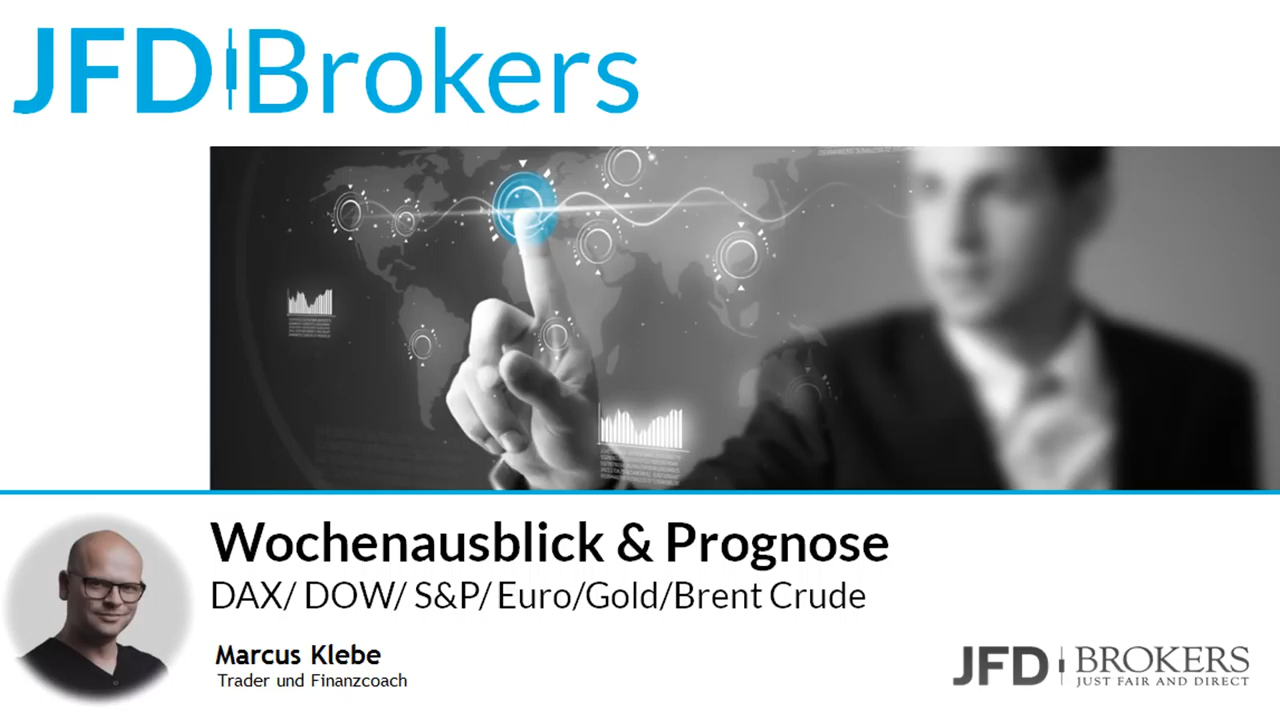 JFD Brokers
Wochenausblick & Prognose
DAX/ DOW/ S&P/ Euro/Gold/Brent Crude
Marcus Klebe
Trader und Finanzcoach
JFD BROKERS
JUST FAIR AND DIRECT